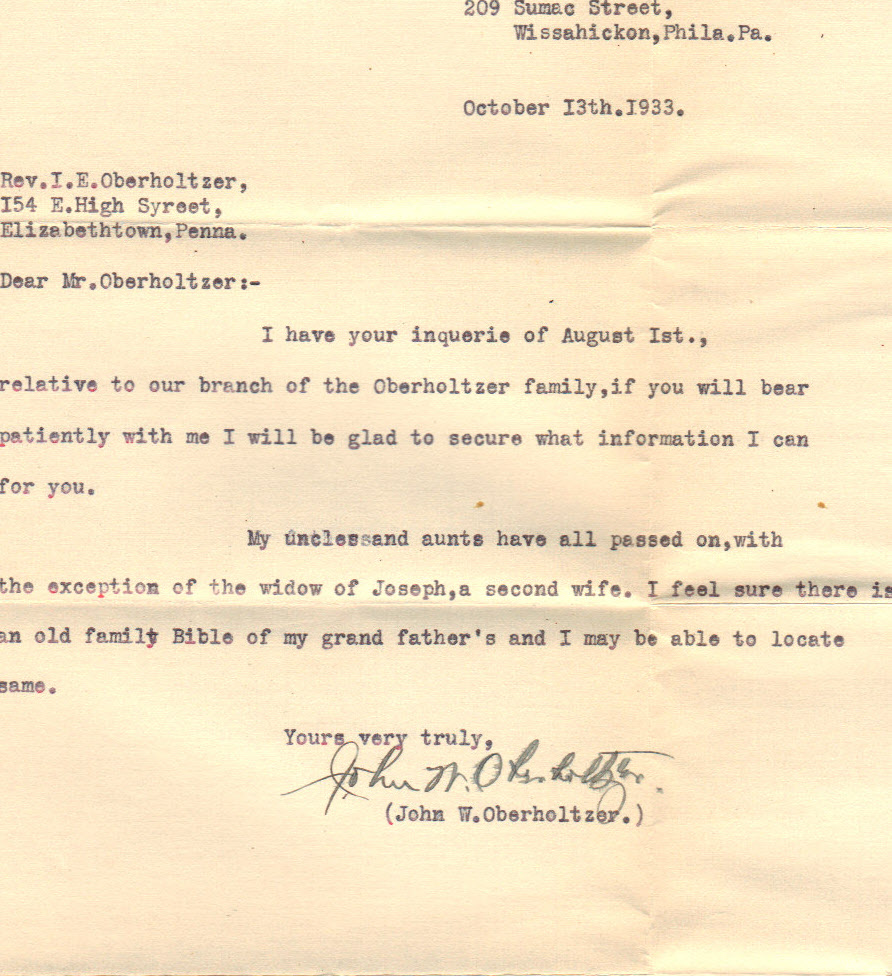 209 Sumac Street,
Wissahickon,Phila.Pa.
October I3th.I933.
Rev.I.E.Oberholtzer,
I54 E.High Syreet,
Elizabethtown,Penna.
Dear Mr.Oberholtzer:-
I have your inquerie of August Ist.,
relative to our branch of the Oberholtzer family,if you will bear
patiently with me I will be glad to secure what information I can
for you.
My unclessand aunts have all passed on,with
the exception of the widow of Joseph,a second wife. I feel sure there is
an old family Bible of my grand father's and I may be able to locate
same.
Yours very truly,
John W. Oberholtzer.
(John W.Oberholtzer.)